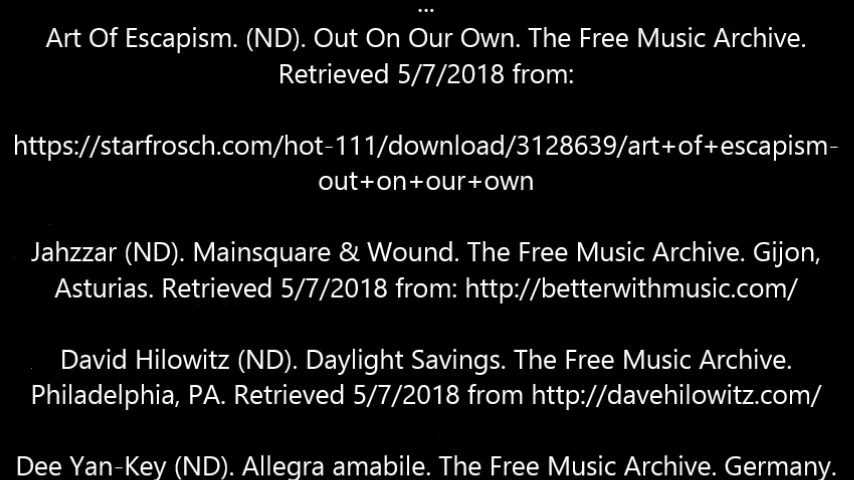 ...
Art Of Escapism. (ND). Out On Our Own. The Free Music Archive.
Retrieved 5/7/2018 from:
https://starfrosch.com/hot-111/download/3128639/art+of+escapism-
out+on+our+own
Jahzzar (ND). Mainsquare & Wound. The Free Music Archive. Gijon,
Asturias. Retrieved 5/7/2018 from: http://betterwithmusic.com/
David Hilowitz (ND). Daylight Savings. The Free Music Archive.
Philadelphia, PA. Retrieved 5/7/2018 from http://davehilowitz.com/
Dee Yan-Key (ND). Allegra amabile. The Free Music Archive. Germany.